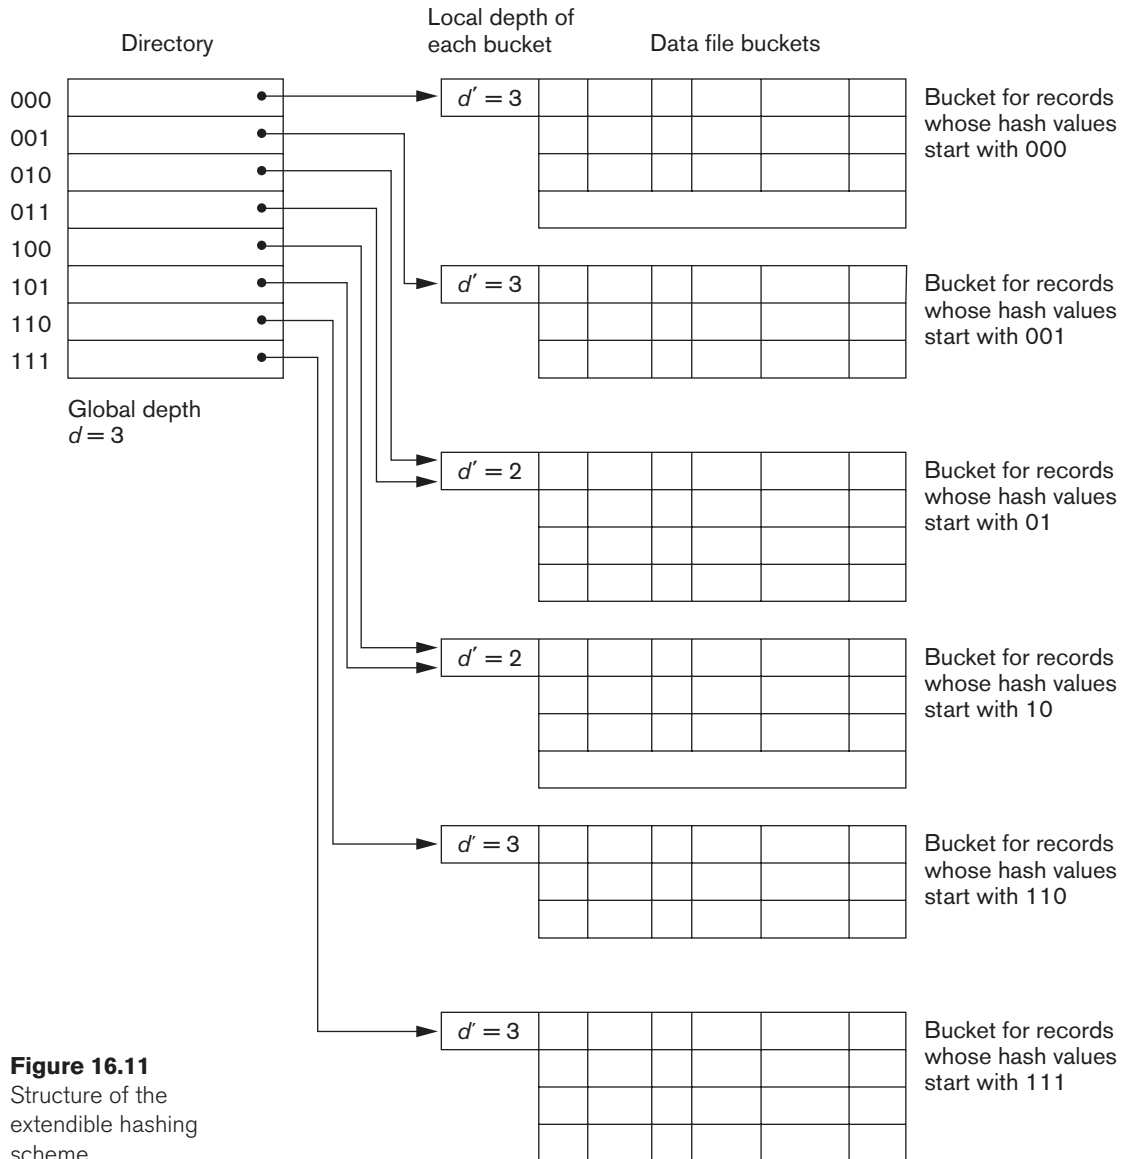 Directory
Local depth of
each bucket
Data file buckets
000
001
010
011
100
101
110
111
Global depth
d = 3
d′ = 3
Bucket for records
whose hash values
start with 000
d′ = 3
Bucket for records
whose hash values
start with 001
d′ = 2
Bucket for records
whose hash values
start with 01
d′ = 2
Bucket for records
whose hash values
start with 10
d′ = 3
Bucket for records
whose hash values
start with 110
d′ = 3
Bucket for records
whose hash values
start with 111
Figure 16.11
Structure of the
extendible hashing
scheme